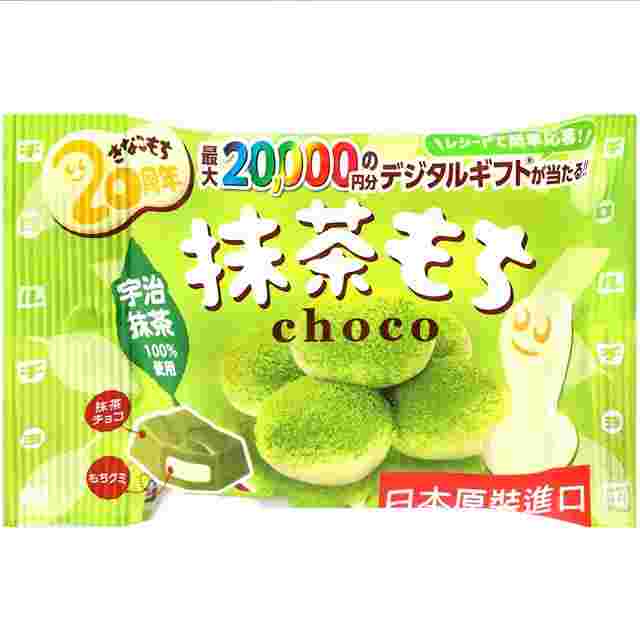 きなこもち
20周年
最大20,000円分の
デジタルギフトが当たる!!
レシートで簡単応募!
抹茶もち
choco
宇治
抹茶
100%
使用
抹茶
チョコ
もちグミ
日本原裝進口